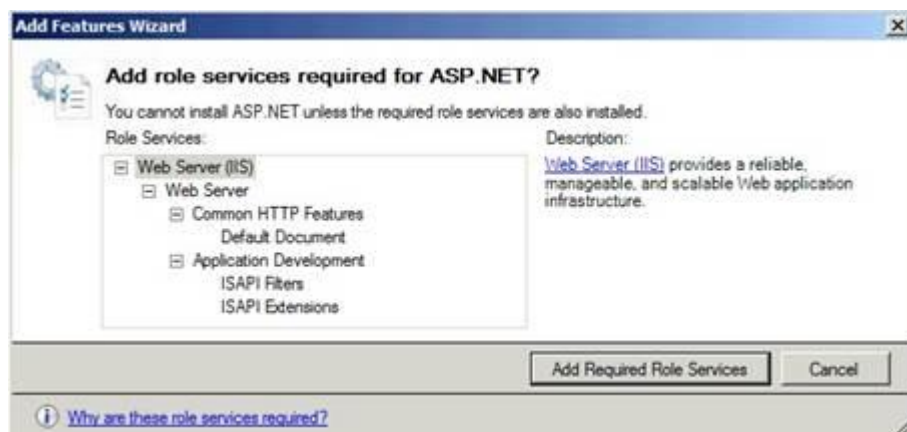 Add Features Wizard
Add role services required for ASP.NET?
You cannot install ASP.NET unless the required role services are also installed.
Role Services:
Description:
Web Server (IIS)
Web Server
Common HTTP Features
Default Document
Application Development
ISAPI Filters
ISAPI Extensions
Web Server (IIS) provides a reliable,
manageable, and scalable Web application
infrastructure.
Add Required Role Services
Cancel
Why are these role services required?